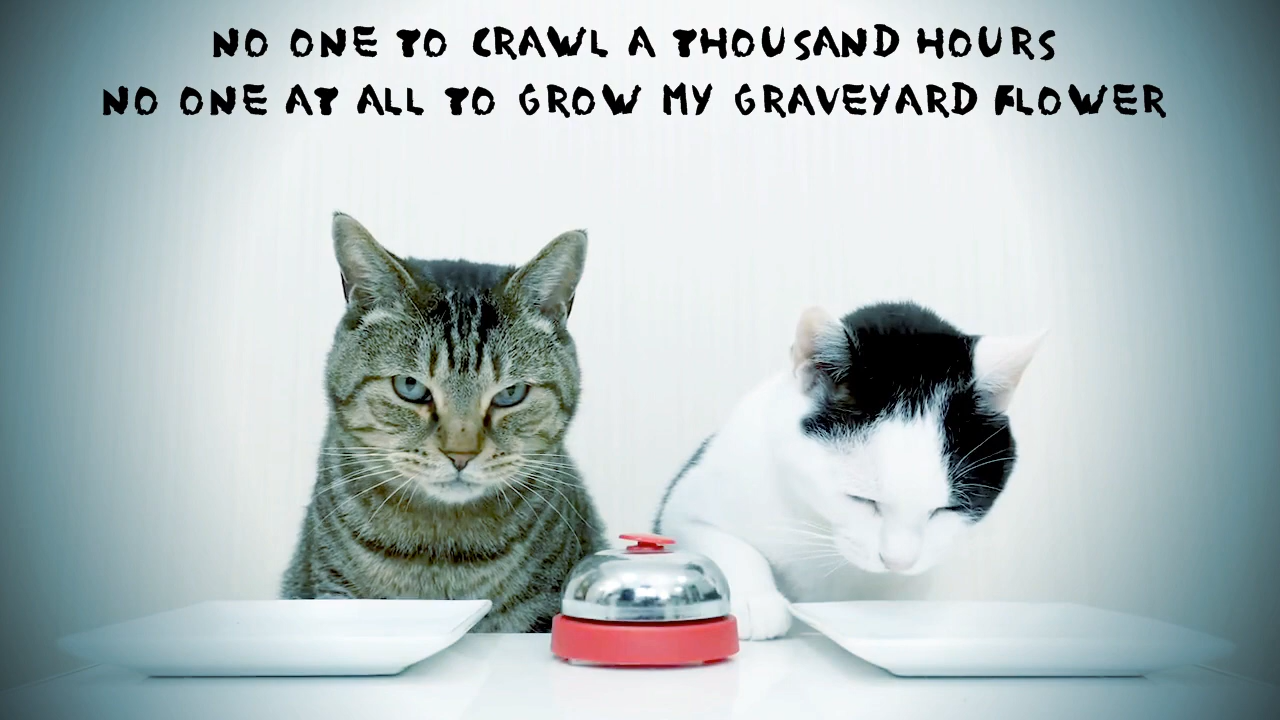 NO ONE TO CRAWL A THOUSAND HOURS
NO ONE AT ALL TO GROW MY GRAVEYARD FLOWER